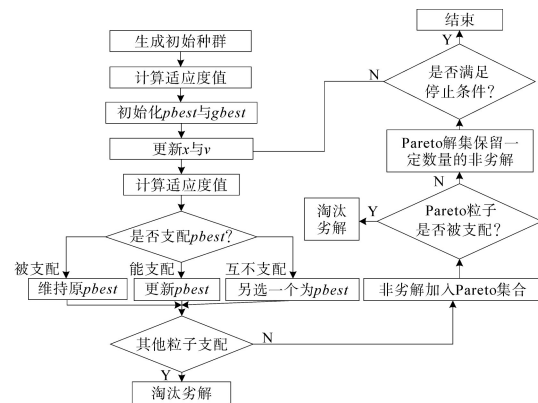 生成初始种群
计算适应度值
初始化pbest与gbest
更新x与v
计算适应度值
是否支配pbest?
被支配
能支配
互不支配
维持原pbest
更新pbest
另选一个为pbest
其他粒子支配
Y
N
淘汰劣解
非劣解加入Pareto集合
Pareto粒子
是否被支配?
Y
N
淘汰
劣解
Pareto解集保留一
定数量的非劣解
是否满足
停止条件?
N
Y
结束